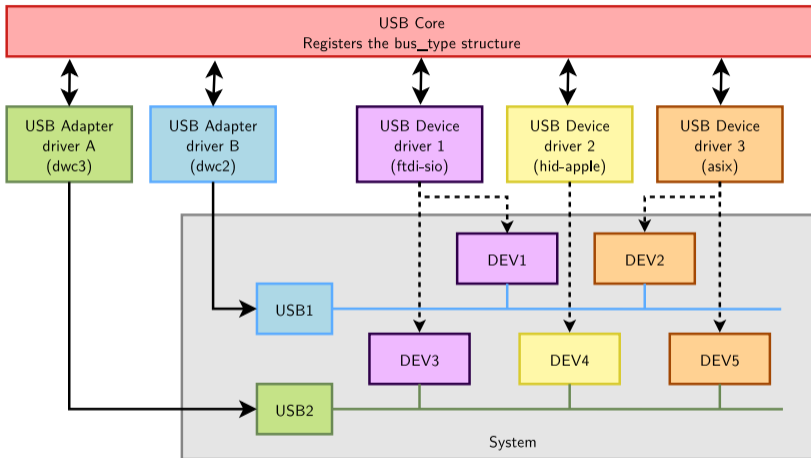 USB Core
Registers the bus_type structure
USB Adapter
driver A
(dwc3)
USB Adapter
driver B
(dwc2)
USB Device
driver 1
(ftdi-sio)
USB Device
driver 2
(hid-apple)
USB Device
driver 3
(asix)
DEV1
DEV2
USB1
DEV3
DEV4
DEV5
USB2
System